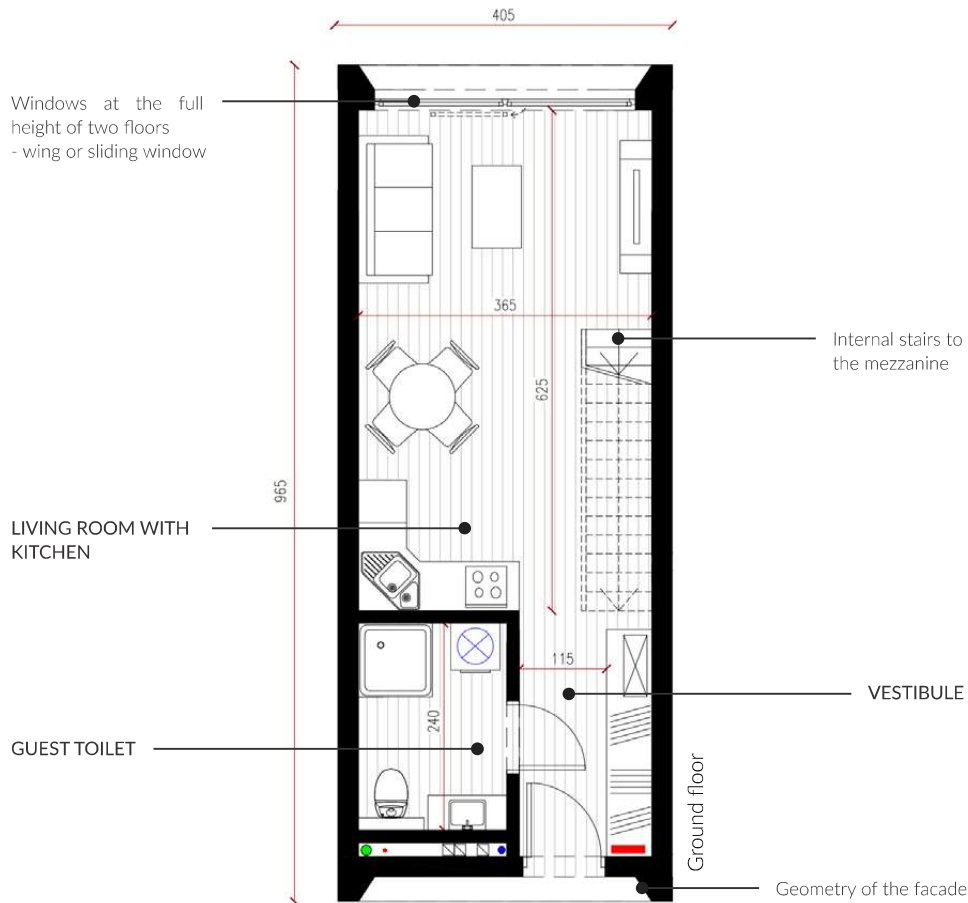 405
Windows at the full
height of two floors
- wing or sliding window
365
Internal stairs to
the mezzanine
625
965
LIVING ROOM WITH
KITCHEN
115
VESTIBULE
240
GUEST TOILET
Ground floor
Geometry of the facade